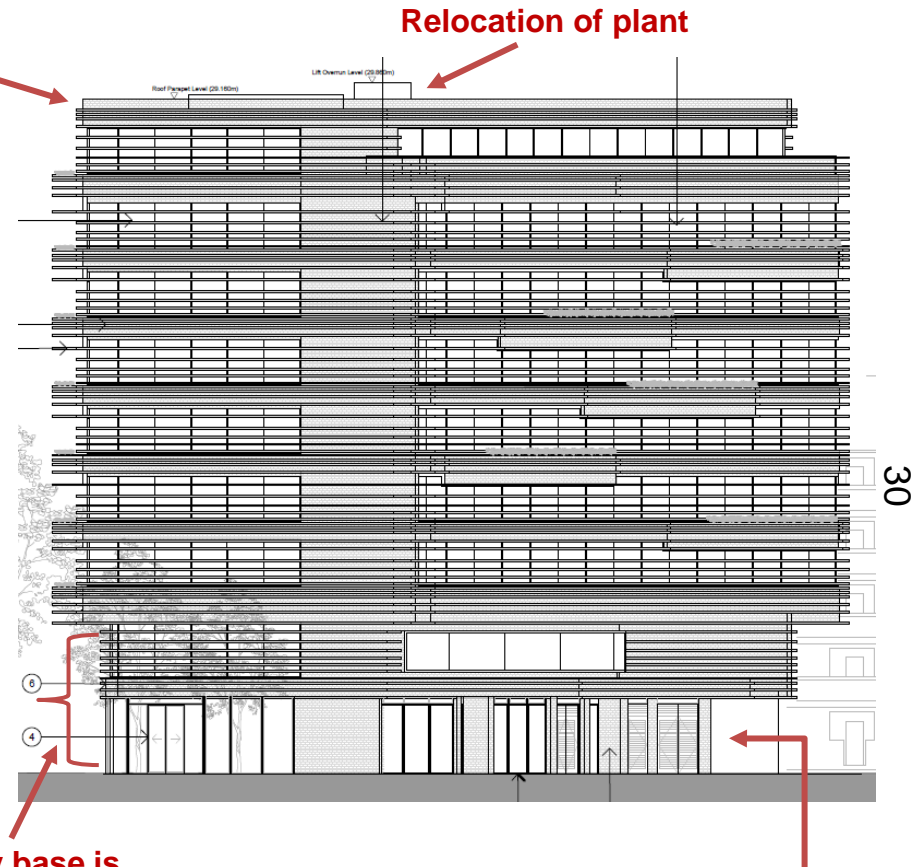 Relocation of plant
Lift Overrun Level (29.860m)
Roof Parapet Level (29.160m)
30
6
4
base is